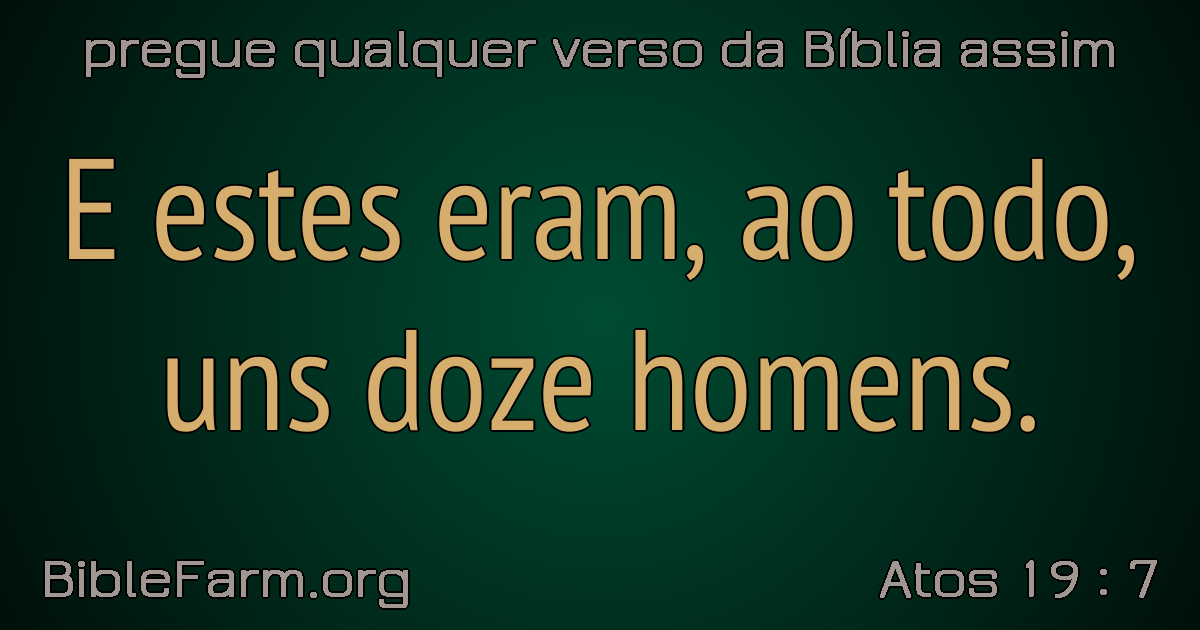 pregue qualquer verso da Bíblia assim
E estes eram, ao todo,
uns doze homens.
BibleFarm.org
Atos 19 : 7